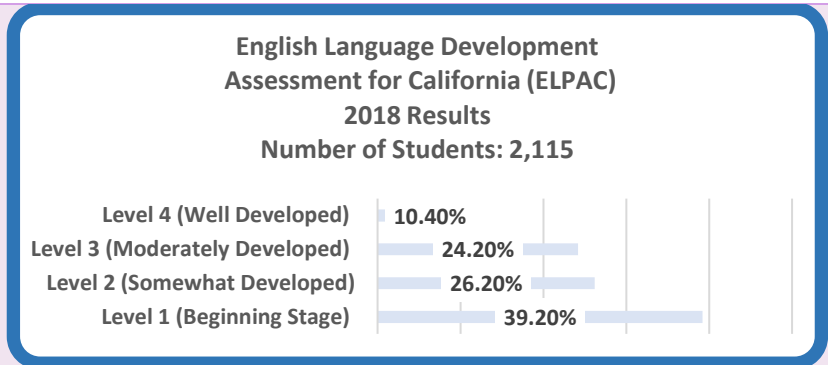 English Language Development
Assessment for California (ELPAC)
2018 Results
Number of Students: 2,115
Level 4 (Well Developed) 10.40%
Level 3 (Moderately Developed) 24.20%
Level 2 (Somewhat Developed) 26.20%
Level 1 (Beginning Stage) 39.20%